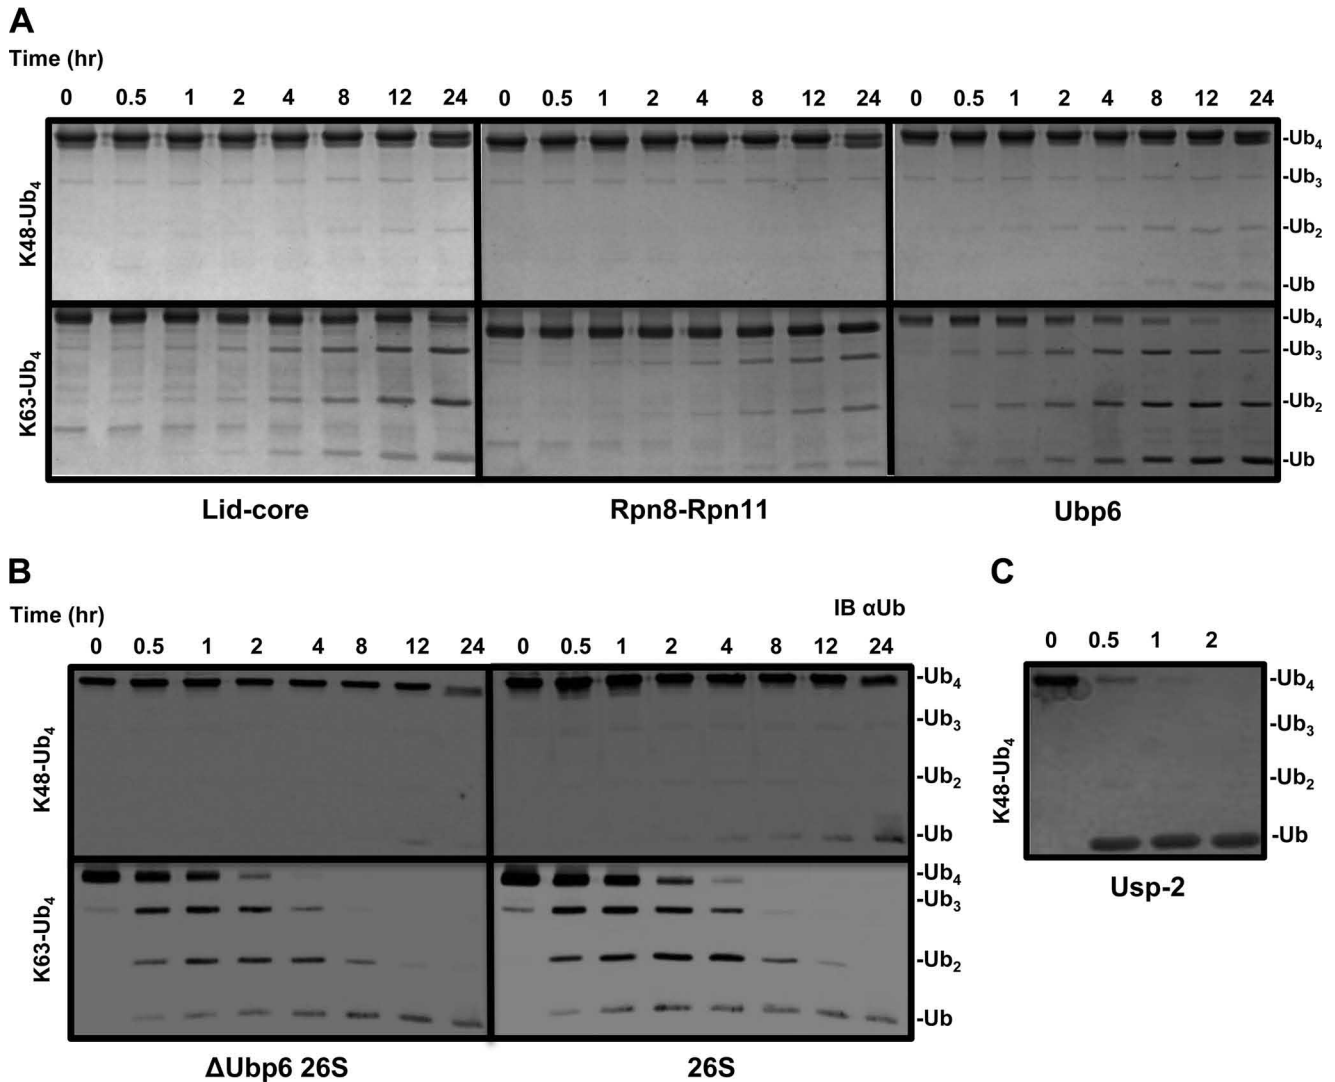 A
Time (hr)
0 0.5 1 2 4 8 12 24 0 0.5 1 2 4 8 12 24 0 0.5 1 2 4 8 12 24
K48-Ub4
-Ub4
-Ub3
-Ub2
-Ub
K63-Ub4
-Ub4
-Ub3
-Ub2
-Ub
Lid-core Rpn8-Rpn11 Ubp6
B
Time (hr)
IB αUb
0 0.5 1 2 4 8 12 24 0 0.5 1 2 4 8 12 24
K48-Ub4
-Ub4
-Ub3
-Ub2
-Ub
K63-Ub4
-Ub4
-Ub3
-Ub2
-Ub
ΔUbp6 26S 26S
C
0 0.5 1 2
K48-Ub4
-Ub4
-Ub3
-Ub2
-Ub
Usp-2